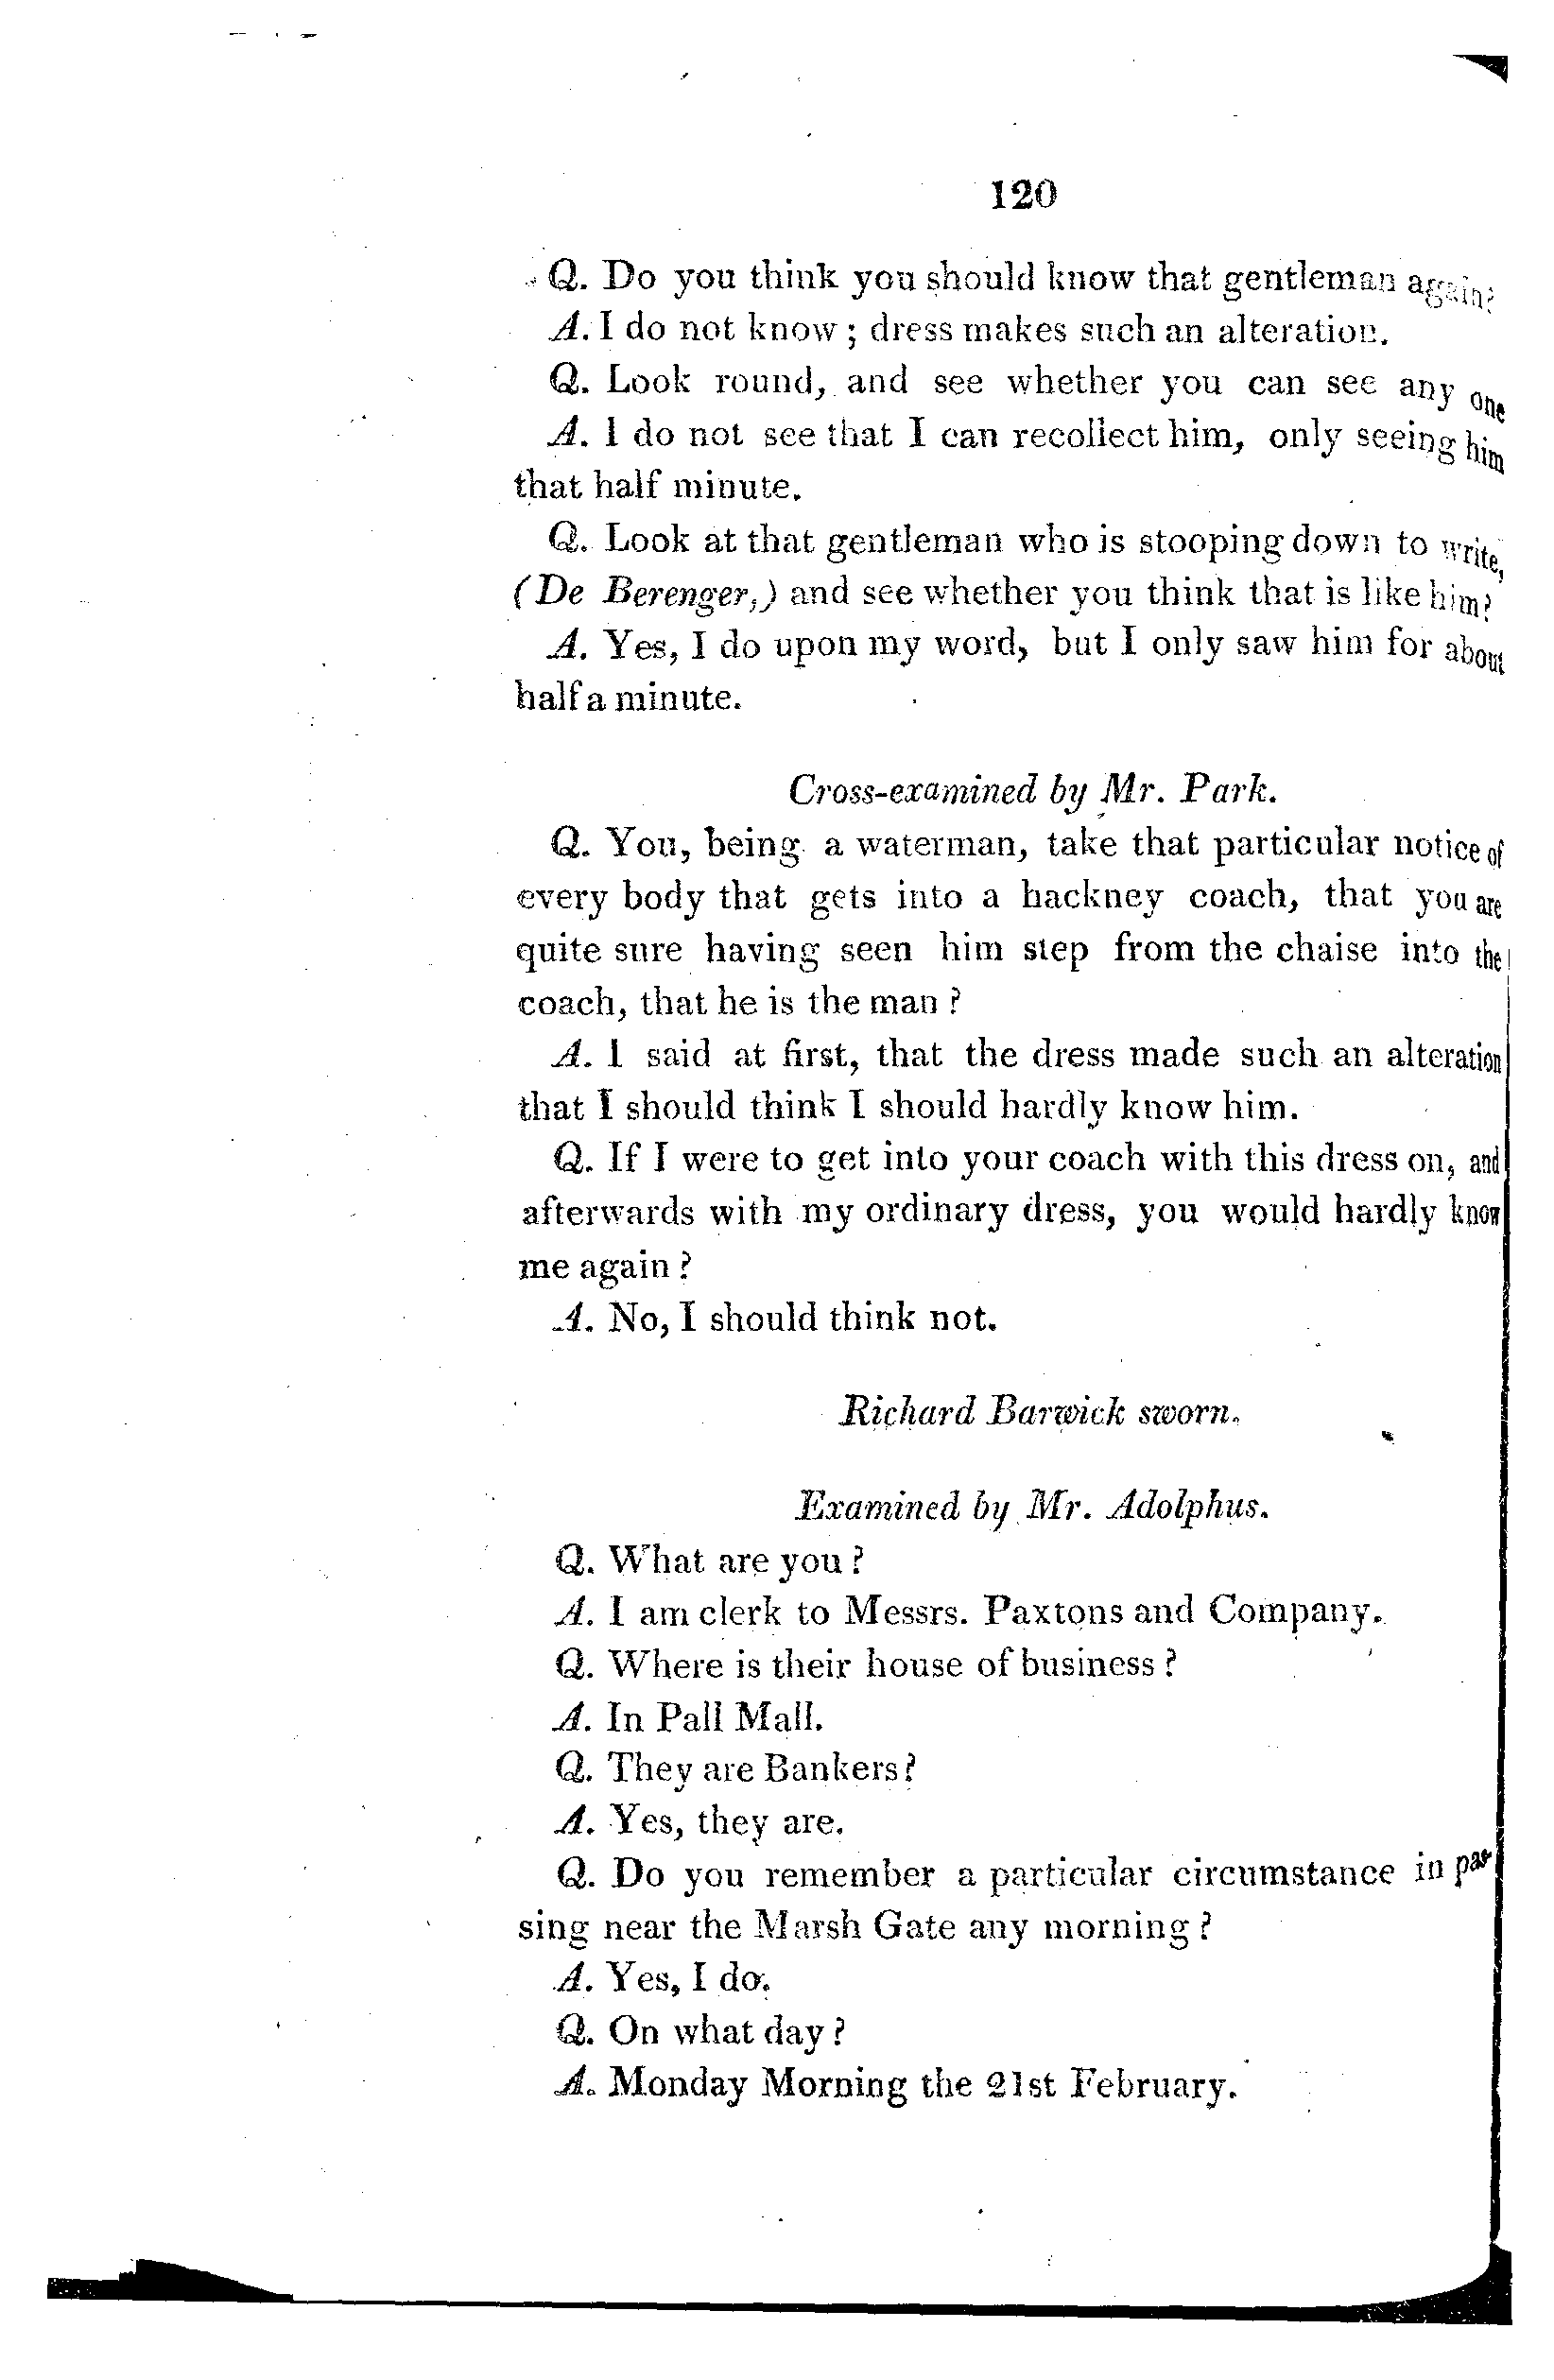 120
Q. Do you think you should know that gentleman again?
A. I do not know; dress makes such an alteration.
Q. Look round, and see whether you can see any one
A. I do not see that I can recollect him, only seeing him
that half minute.
Q. Look at that gentleman who is stooping down to write,
(De Berenger,) and see whether you think that is like him?
A. Yes, I do upon my word, but I only saw him for about
half a minute.
Cross-examined by Mr. Park.
Q. You, being a waterman, take that particular notice of
every body that gets into a hackney coach, that you are
quite sure having seen him step from the chaise into the
coach, that he is the man?
A. I said at first, that the dress made such an alteration
that I should think I should hardly know him.
Q. If I were to get into your coach with this dress on, and
afterwards with my ordinary dress, you would hardly know
me again?
A. No, I should think not.
Richard Barwick sworn.
Examined by Mr. Adolphus.
Q. What are you?
A. I am clerk to Messrs. Paxtons and Company.
Q. Where is their house of business?
A. In Pall Mall.
Q. They are Bankers?
A. Yes, they are.
Q. Do you remember a particular circumstance in pas-
sing near the Marsh Gate any morning?
A. Yes, I do.
Q. On what day?
A. Monday Morning the 21st February.